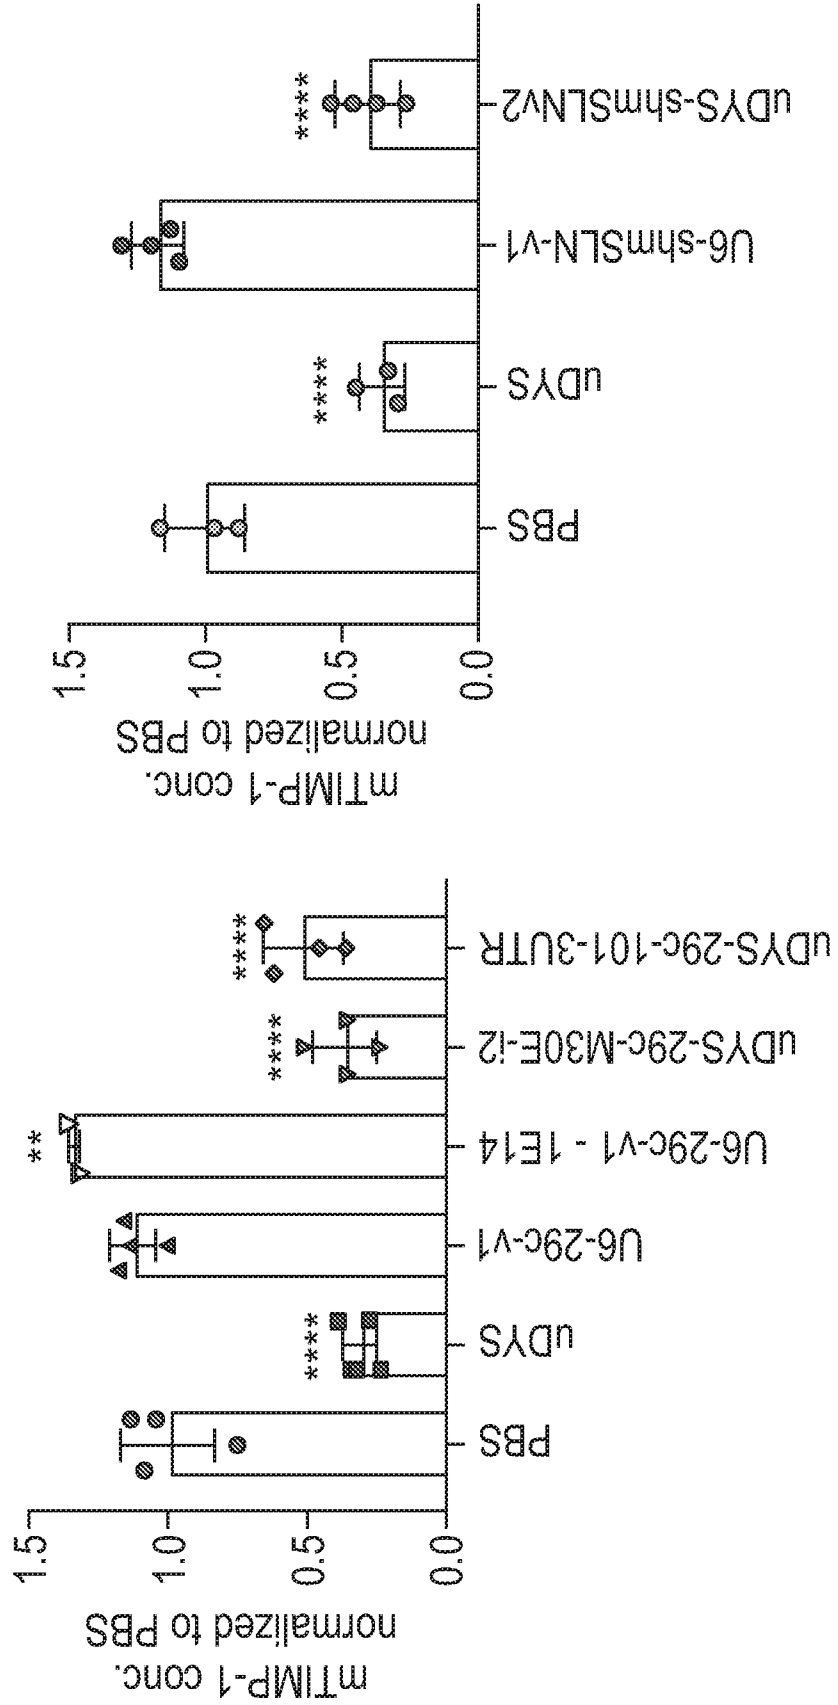 mTIMP-1 conc.
normalized to PBS
1.5
1.0
0.5
0.0
****
****
PBS
uDYS
U6-shmSLN-v1
uDYS-shmSLNv2
mTIMP-1 conc.
normalized to PBS
1.5
1.0
0.5
0.0
****
**
****
****
PBS
uDYS
U6-29c-v1
U6-29c-v1 - 1E14
uDYS-29c-M30E-i2
uDYS-29c-101-3UTR